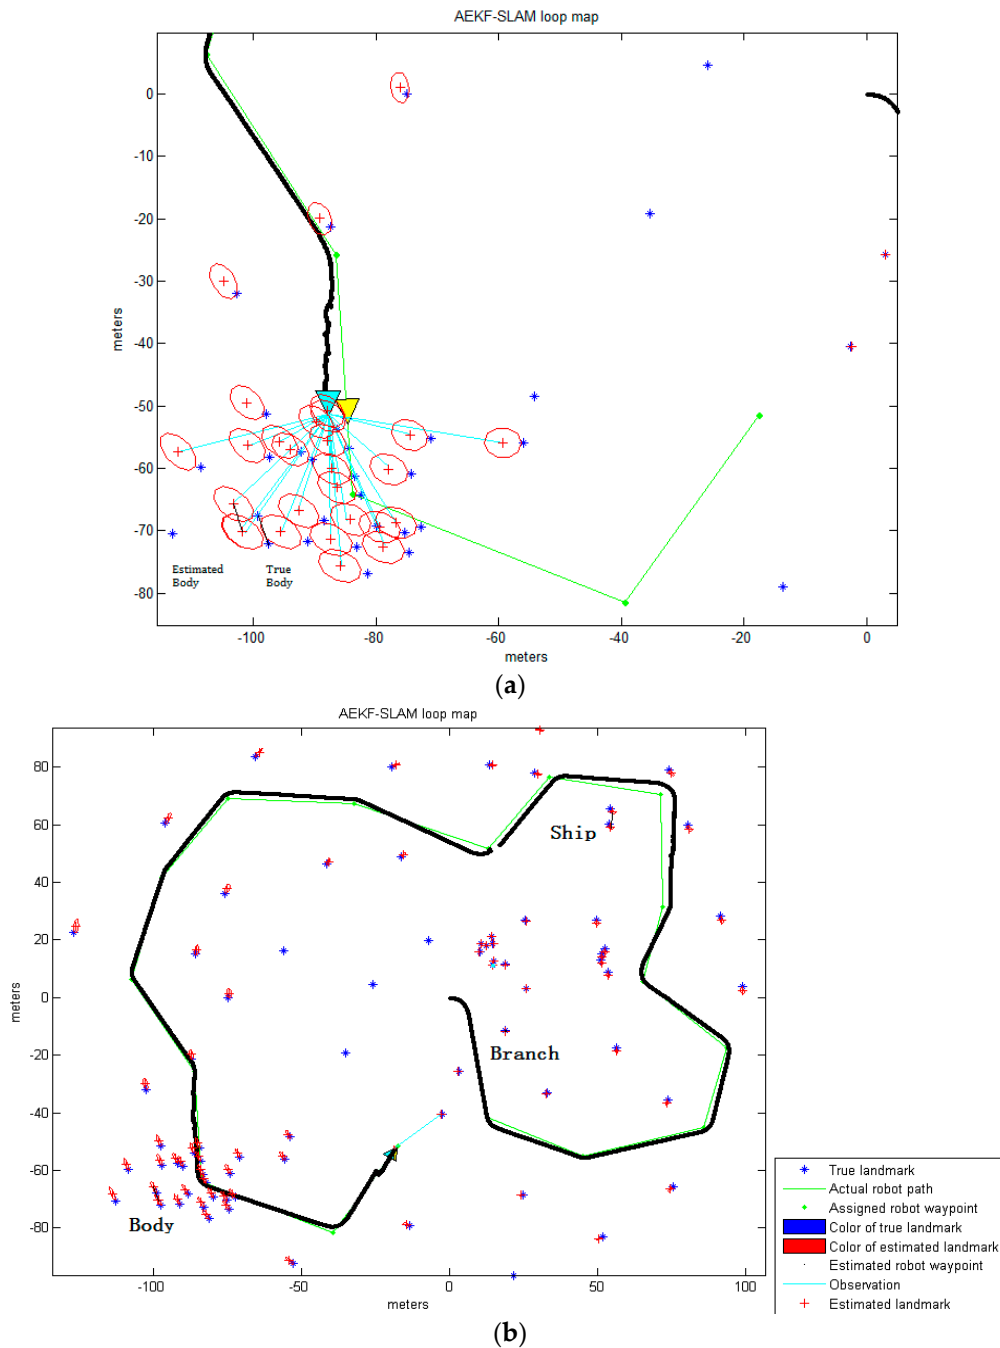 AEKF-SLAM loop map
0
-10
-20
-30
-40
-50
-60
-70
-80
meters
Estimated
Body
True
Body
-100
-80
-60
-40
-20
0
meters
(a)
AEKF-SLAM loop map
80
60
40
20
0
-20
-40
-60
-80
meters
Ship
Branch
Body
-100
-50
0
50
100
meters
True landmark
Actual robot path
Assigned robot waypoint
Color of true landmark
Color of estimated landmark
Estimated robot waypoint
Observation
Estimated landmark
(b)